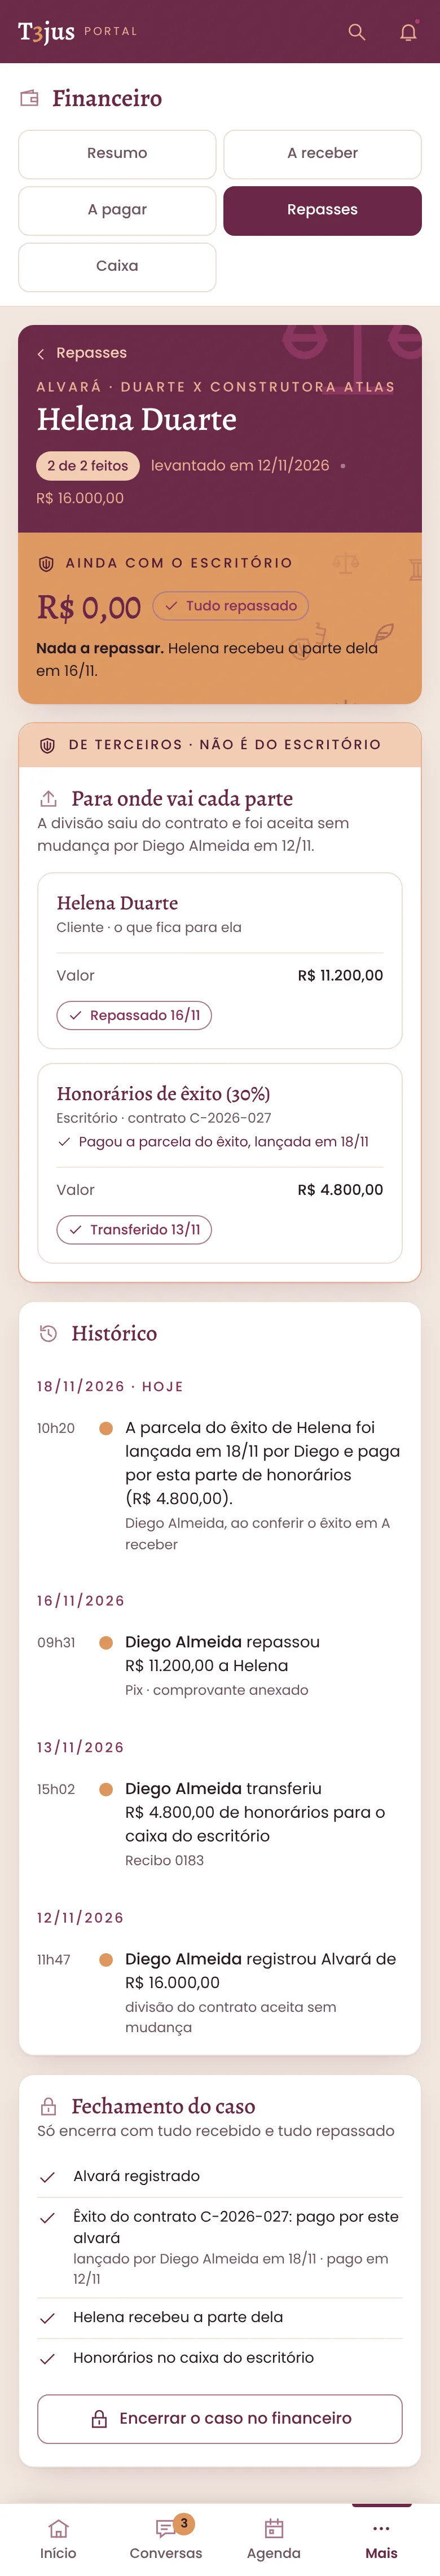 T3jus PORTAL
Financeiro
Resumo
A receber
A pagar
Repasses
Caixa
Repasses
ALVARÁ · DUARTE X CONSTRUTORA ATLAS
Helena Duarte
2 de 2 feitos levantado em 12/11/2026 •
R$ 16.000,00
AINDA COM O ESCRITÓRIO
R$ 0,00 Tudo repassado
Nada a repassar. Helena recebeu a parte dela
em 16/11.
DE TERCEIROS · NÃO É DO ESCRITÓRIO
Para onde vai cada parte
A divisão saiu do contrato e foi aceita sem
mudança por Diego Almeida em 12/11.
Helena Duarte
Cliente · o que fica para ela
Valor R$ 11.200,00
Repassado 16/11
Honorários de êxito (30%)
Escritório · contrato C-2026-027
Pagou a parcela do êxito, lançada em 18/11
Valor R$ 4.800,00
Transferido 13/11
Histórico
18/11/2026 · HOJE
10h20
A parcela do êxito de Helena foi
lançada em 18/11 por Diego e paga
por esta parte de honorários
(R$ 4.800,00).
Diego Almeida, ao conferir o êxito em A
receber
16/11/2026
09h31
Diego Almeida repassou
R$ 11.200,00 a Helena
Pix · comprovante anexado
13/11/2026
15h02
Diego Almeida transferiu
R$ 4.800,00 de honorários para o
caixa do escritório
Recibo 0183
12/11/2026
11h47
Diego Almeida registrou Alvará de
R$ 16.000,00
divisão do contrato aceita sem
mudança
Fechamento do caso
Só encerra com tudo recebido e tudo repassado
Alvará registrado
Êxito do contrato C-2026-027: pago por este
alvará
lançado por Diego Almeida em 18/11 · pago em
12/11
Helena recebeu a parte dela
Honorários no caixa do escritório
Encerrar o caso no financeiro
3
Início
Conversas
Agenda
Mais